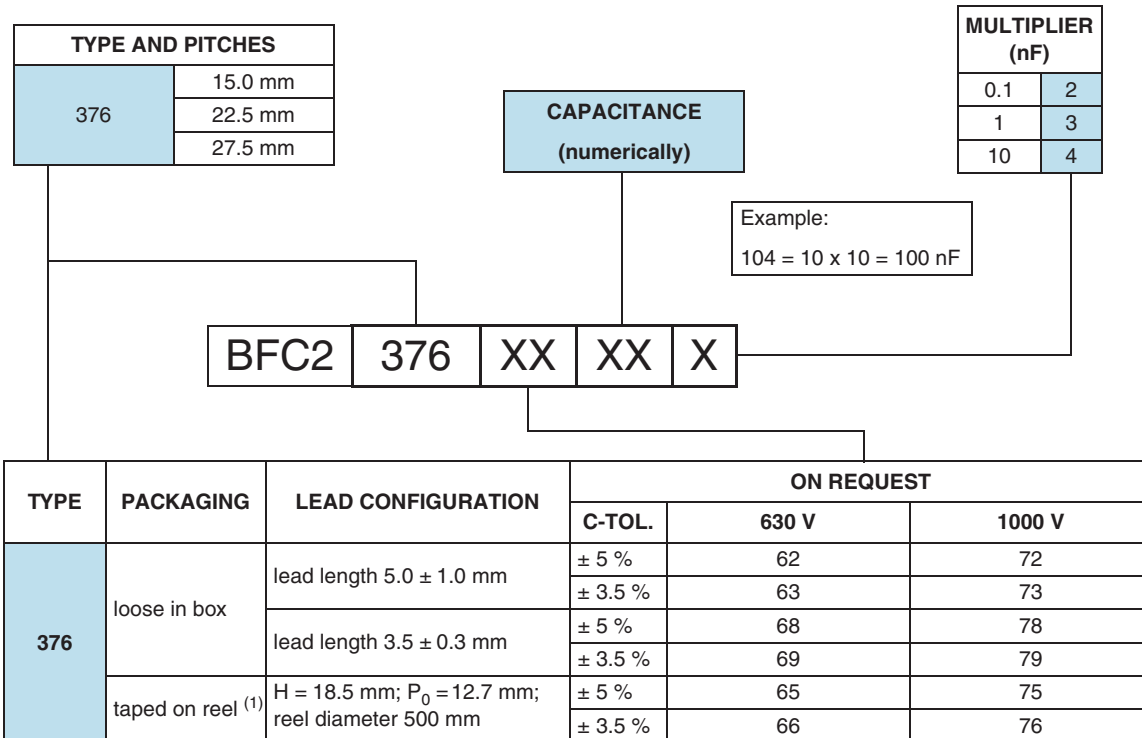 TYPE AND PITCHES
376
15.0 mm
22.5 mm
27.5 mm
CAPACITANCE
(numerically)
MULTIPLIER
(nF)
0.1 2
1 3
10 4
Example:
104 = 10 x 10 = 100 nF
BFC2 376 XX XX X
TYPE PACKAGING LEAD CONFIGURATION ON REQUEST
C-TOL. 630 V 1000 V
376
loose in box
lead length 5.0 ± 1.0 mm
± 5 % 62 72
± 3.5 % 63 73
lead length 3.5 ± 0.3 mm
± 5 % 68 78
± 3.5 % 69 79
taped on reel (1)
H = 18.5 mm; P0 = 12.7 mm;
reel diameter 500 mm
± 5 % 65 75
± 3.5 % 66 76